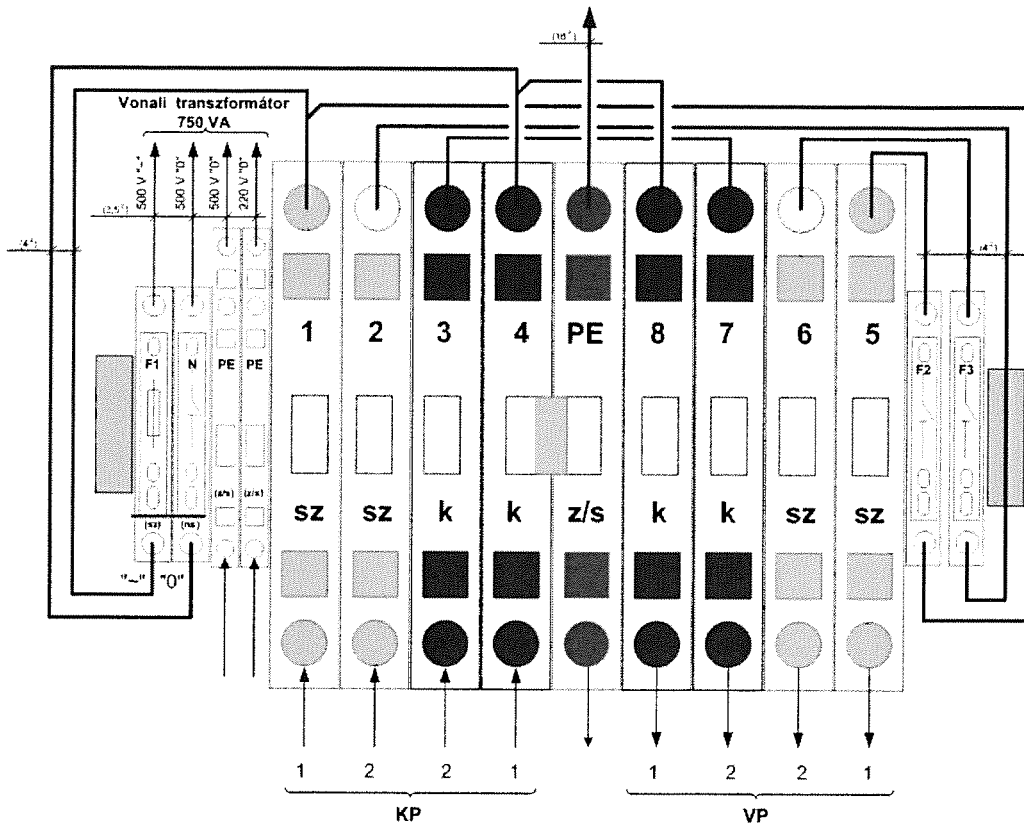 (16²)
Vonali transzformátor
750 VA
500 V "~" 500 V "0" 500 V "0" 220 V "0"
(2,5²)
(4²) (4²)
1 2 3 4 PE 8 7 6 5
F1 N PE PE F2 F3
(z/s) (z/s)
sz sz k k z/s k k sz sz
(sz) (ns)
"~" "0"
1 2 2 1 1 2 2 1
KP VP